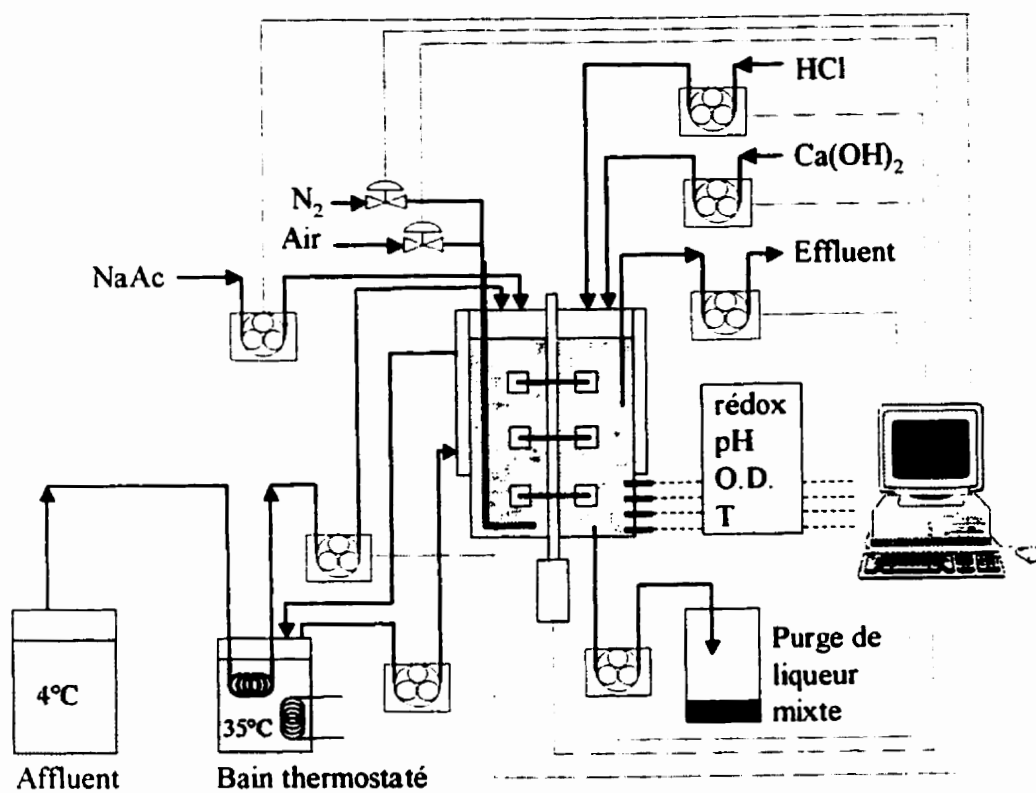 HCl
Ca(OH)₂
N₂
Air
NaAc
Effluent
rédox
pH
O.D.
T
4°C
35°C
Purge de
liqueur
mixte
Affluent
Bain thermostaté